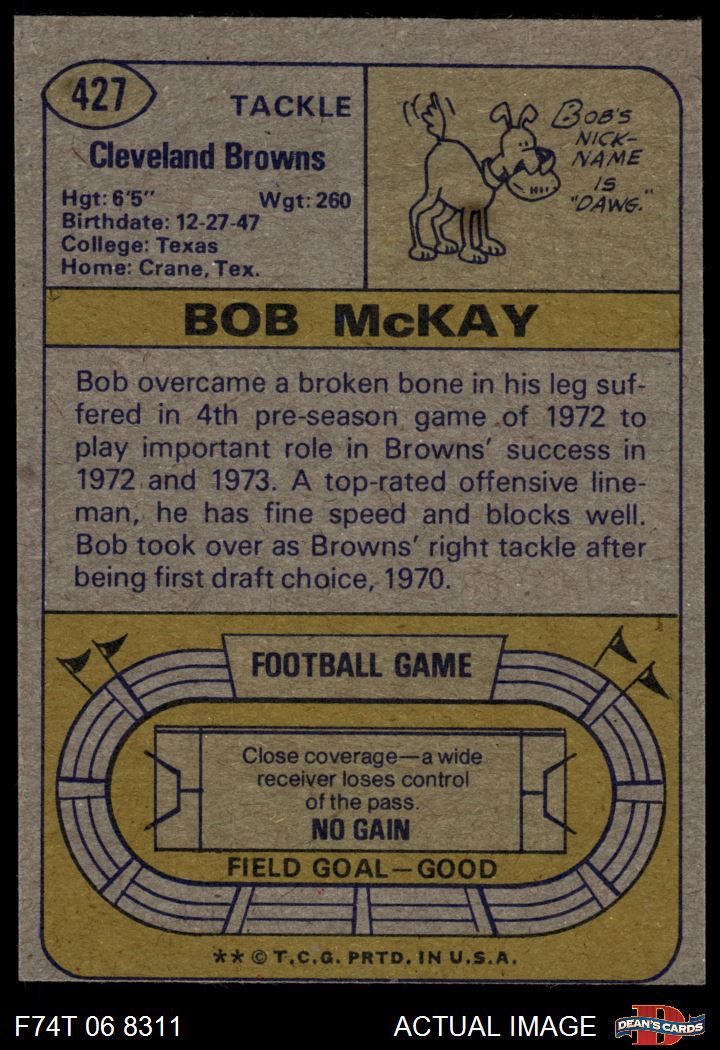 427
TACKLE
Cleveland Browns
Hgt: 6'5" Wgt: 260
Birthdate: 12-27-47
College: Texas
Home: Crane, Tex.
BOB'S
NICK-
NAME
IS
"DAWG."
BOB McKAY
Bob overcame a broken bone in his leg suf-
fered in 4th pre-season game of 1972 to
play important role in Browns' success in
1972 and 1973. A top-rated offensive line-
man, he has fine speed and blocks well.
Bob took over as Browns' right tackle after
being first draft choice, 1970.
FOOTBALL GAME
Close coverage—a wide
receiver loses control
of the pass.
NO GAIN
FIELD GOAL—GOOD
** © T.C.G. PRTD. IN U.S.A.
F74T 06 8311 ACTUAL IMAGE
D
DEAN'S CARDS